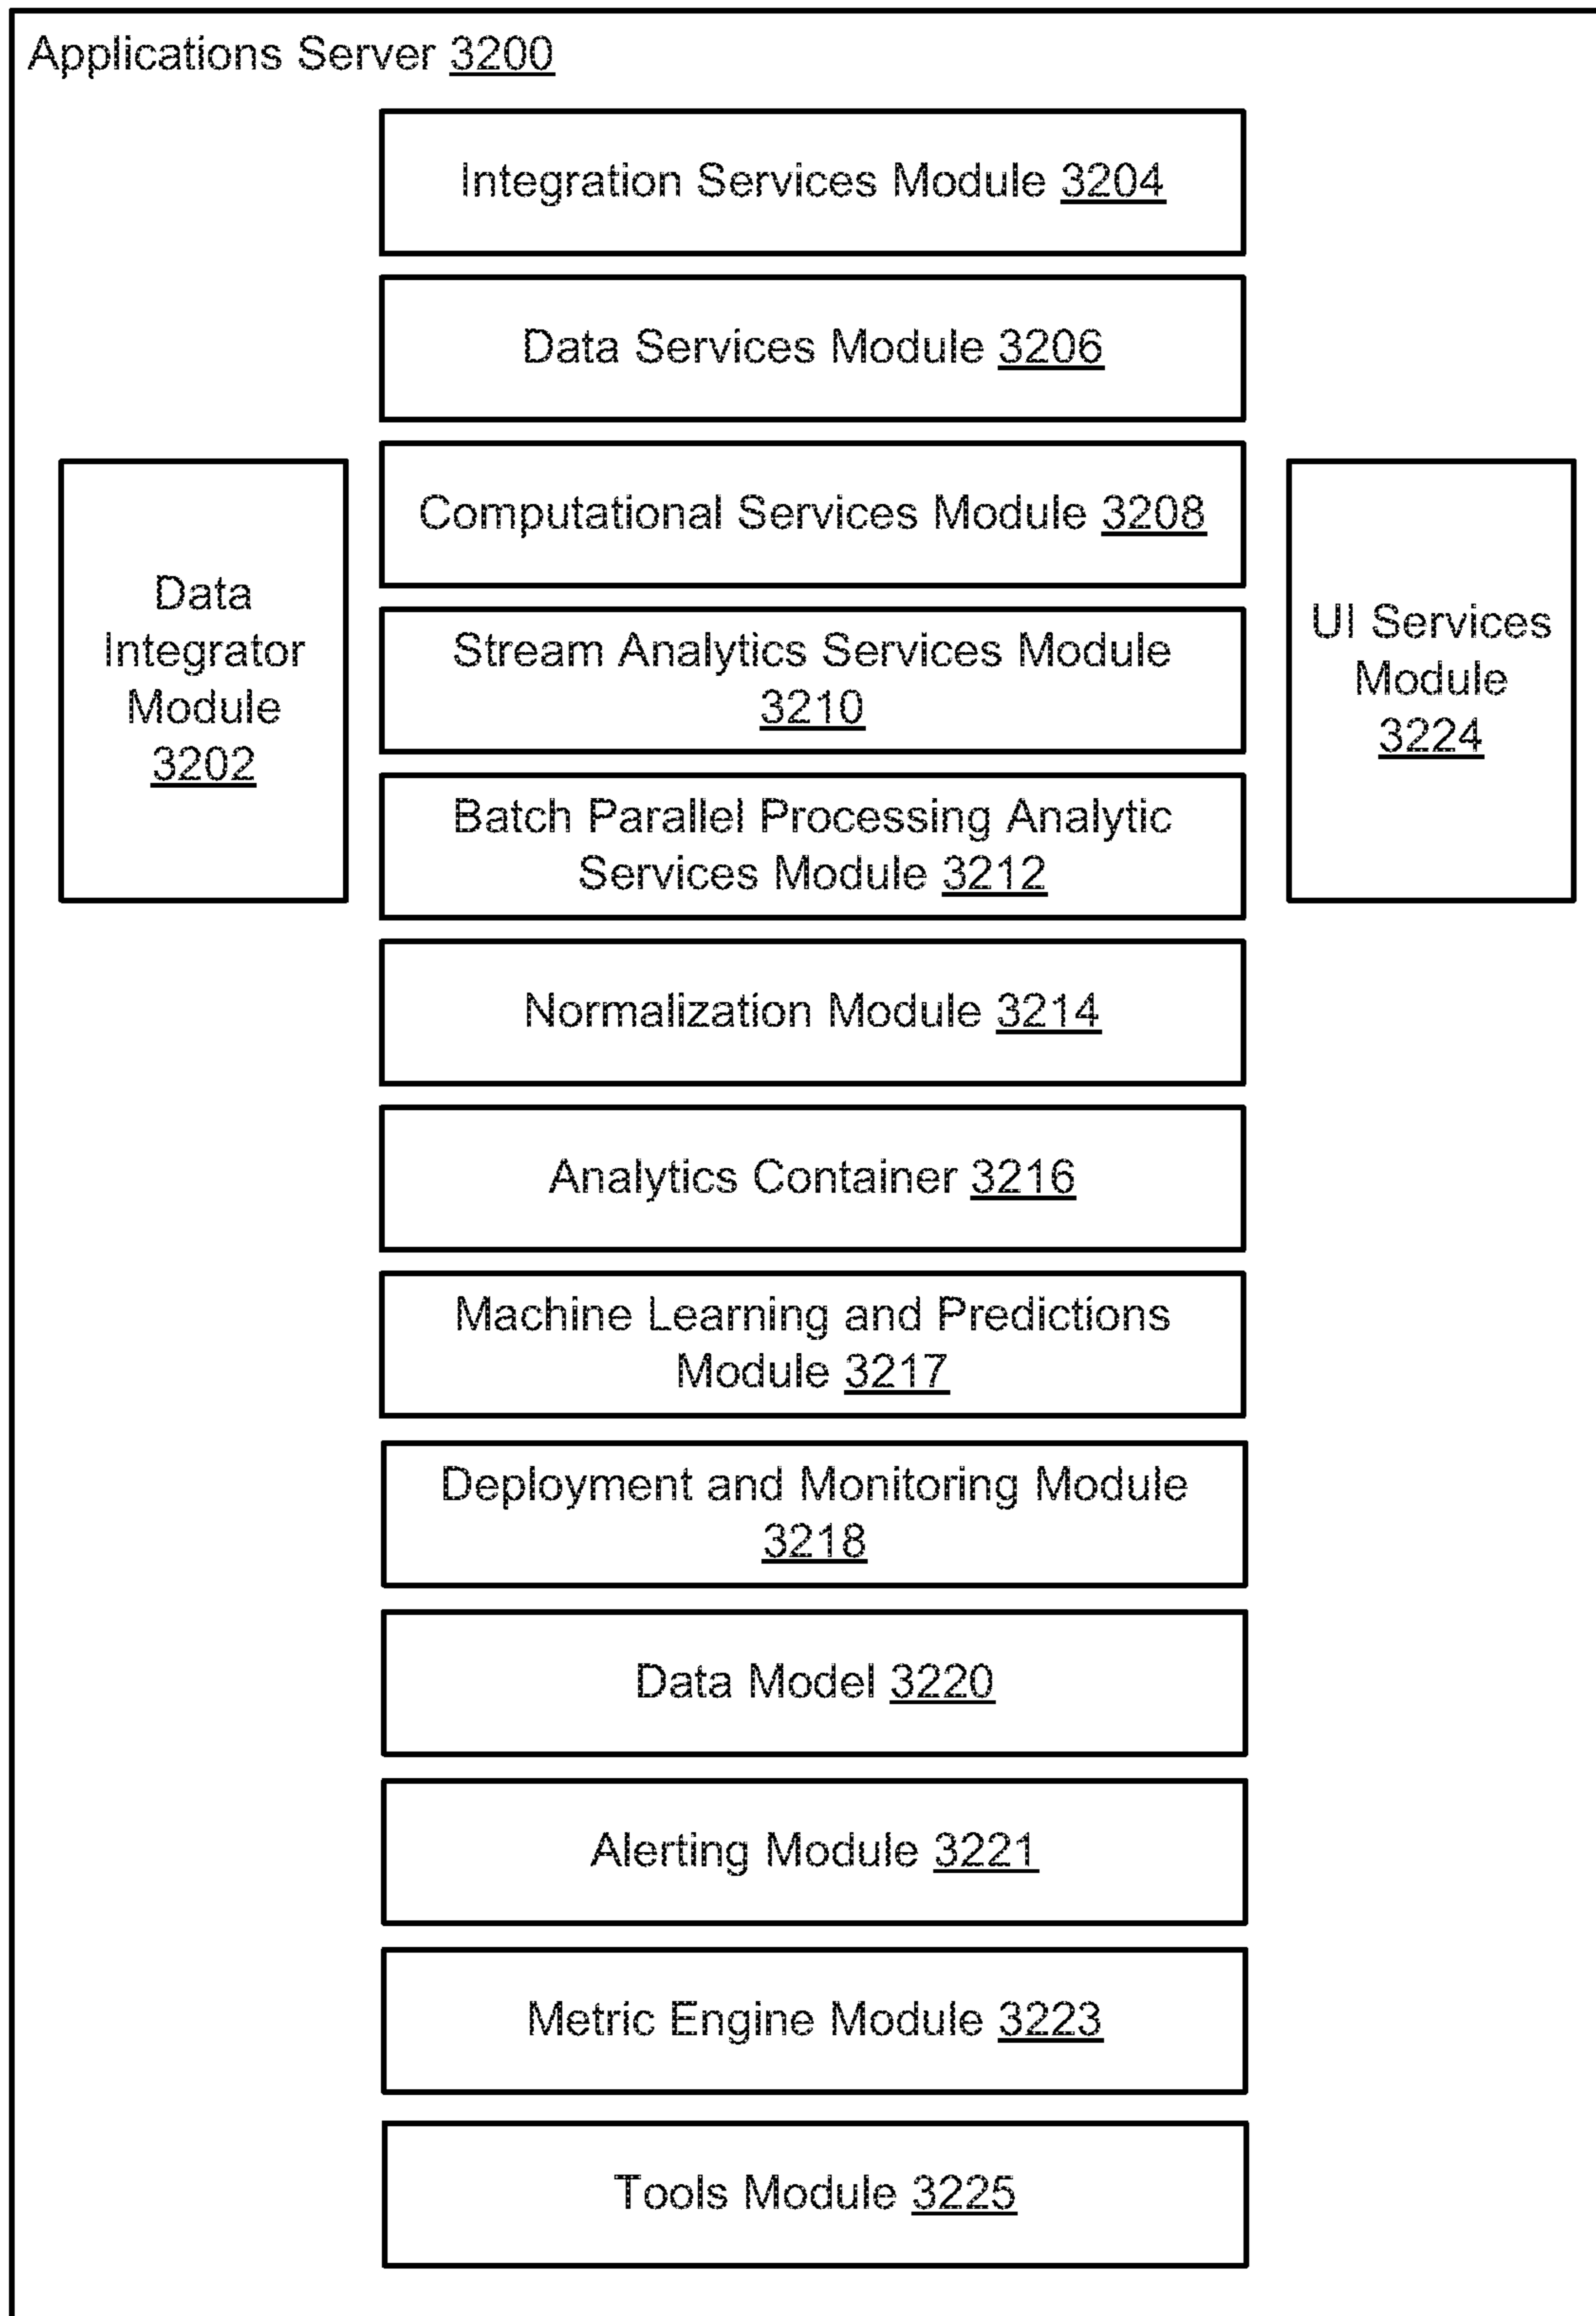 Applications Server 3200
Integration Services Module 3204
Data Services Module 3206
Computational Services Module 3208
Data
Integrator
Module
3202
Stream Analytics Services Module
3210
UI Services
Module
3224
Batch Parallel Processing Analytic
Services Module 3212
Normalization Module 3214
Analytics Container 3216
Machine Learning and Predictions
Module 3217
Deployment and Monitoring Module
3218
Data Model 3220
Alerting Module 3221
Metric Engine Module 3223
Tools Module 3225